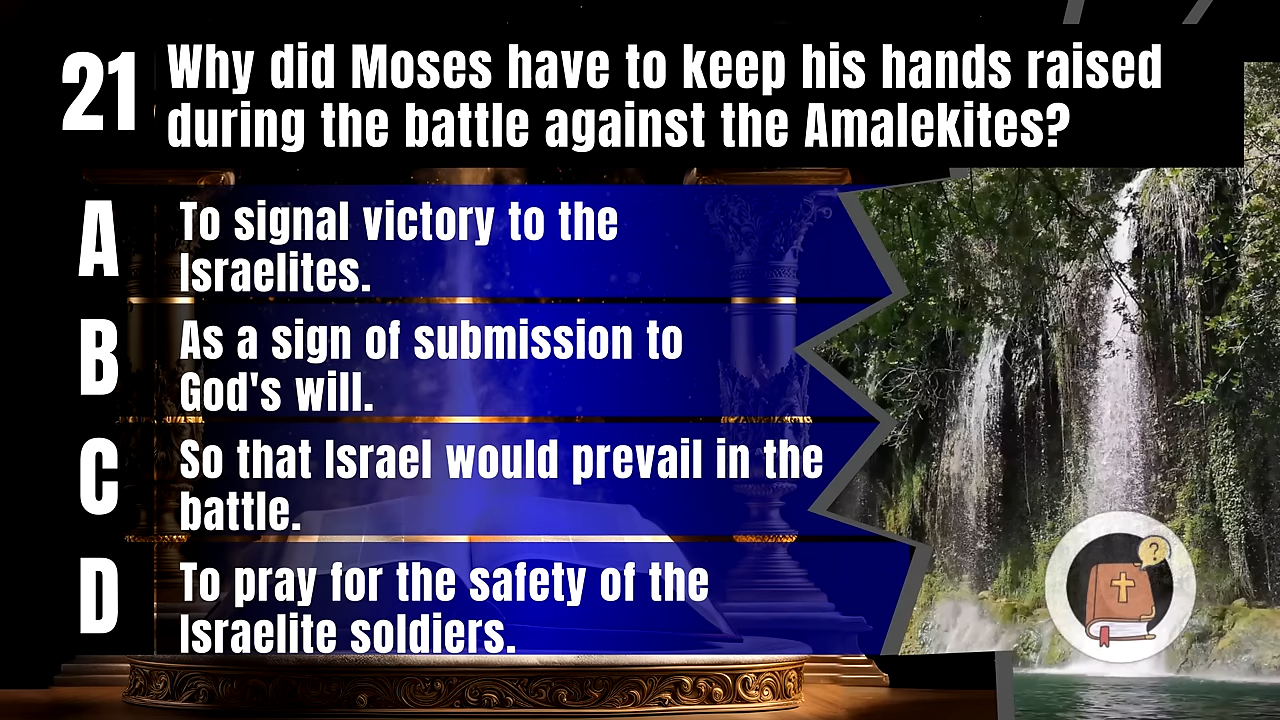 21
Why did Moses have to keep his hands raised
during the battle against the Amalekites?
A
To signal victory to the
Israelites.
B
As a sign of submission to
God's will.
C
So that Israel would prevail in the
battle.
D
To pray for the safety of the
Israelite soldiers.
?